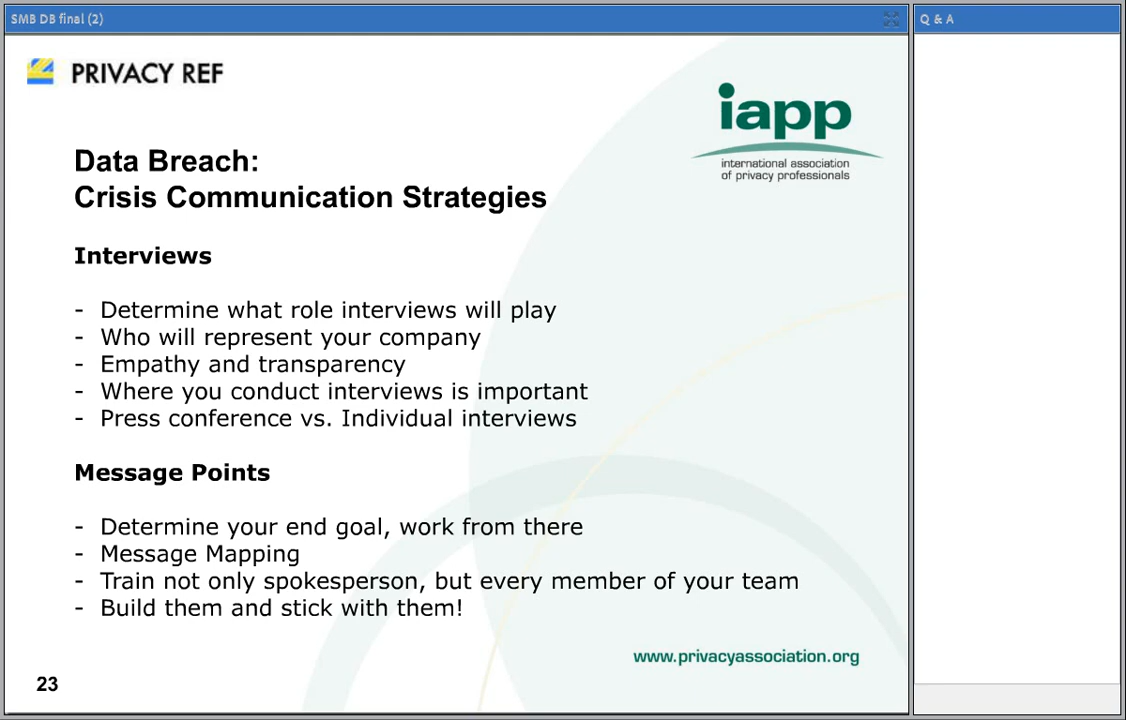 SMB DB final (2)
Q & A
PRIVACY REF
iapp
international association
of privacy professionals
Data Breach:
Crisis Communication Strategies
Interviews
- Determine what role interviews will play
- Who will represent your company
- Empathy and transparency
- Where you conduct interviews is important
- Press conference vs. Individual interviews
Message Points
- Determine your end goal, work from there
- Message Mapping
- Train not only spokesperson, but every member of your team
- Build them and stick with them!
www.privacyassociation.org
23